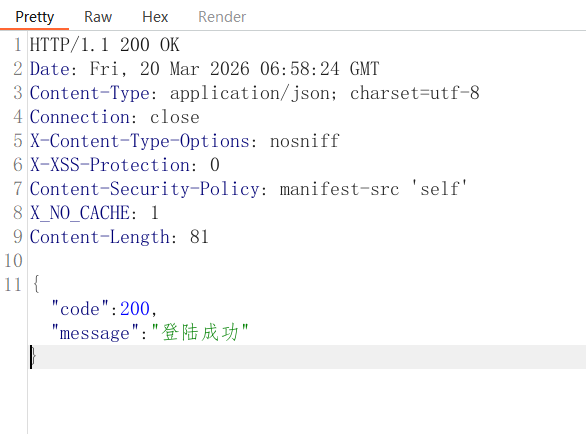 Pretty Raw Hex Render
1 HTTP/1.1 200 OK
2 Date: Fri, 20 Mar 2026 06:58:24 GMT
3 Content-Type: application/json; charset=utf-8
4 Connection: close
5 X-Content-Type-Options: nosniff
6 X-XSS-Protection: 0
7 Content-Security-Policy: manifest-src 'self'
8 X_NO_CACHE: 1
9 Content-Length: 81
10
11 {
"code":200,
"message":"登陆成功"
}